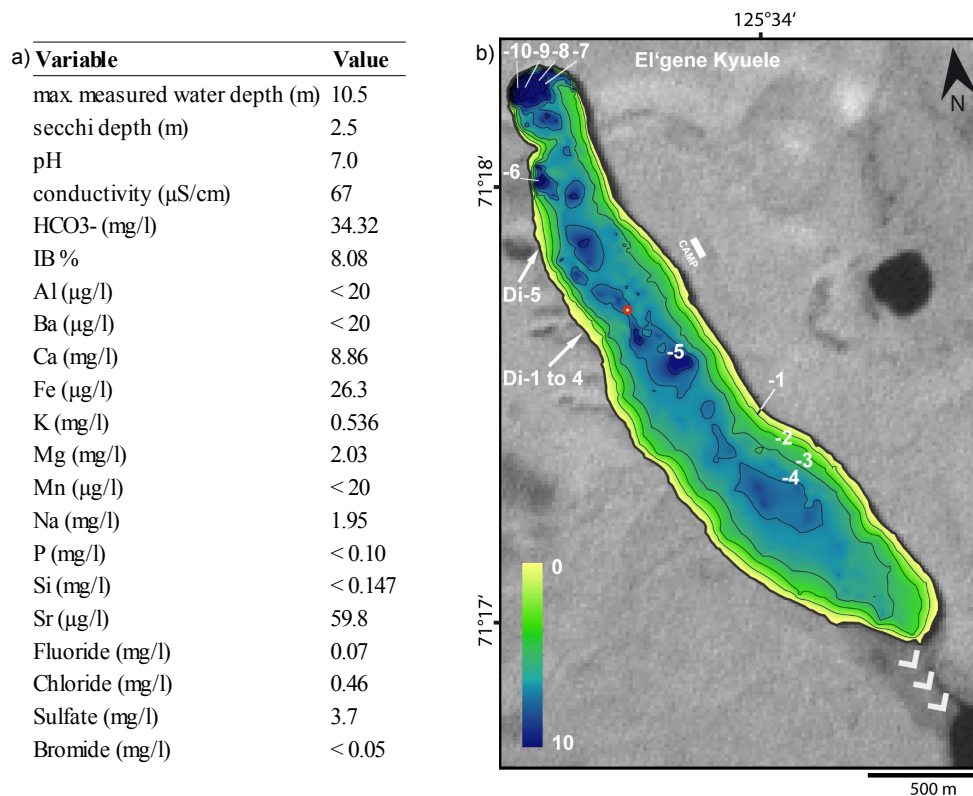 a) Variable Value
max. measured water depth (m) 10.5
secchi depth (m) 2.5
pH 7.0
conductivity (µS/cm) 67
HCO3- (mg/l) 34.32
IB % 8.08
Al (µg/l) < 20
Ba (µg/l) < 20
Ca (mg/l) 8.86
Fe (µg/l) 26.3
K (mg/l) 0.536
Mg (mg/l) 2.03
Mn (µg/l) < 20
Na (mg/l) 1.95
P (mg/l) < 0.10
Si (mg/l) < 0.147
Sr (µg/l) 59.8
Fluoride (mg/l) 0.07
Chloride (mg/l) 0.46
Sulfate (mg/l) 3.7
Bromide (mg/l) < 0.05
125°34‘
b) -10 -9 -8 -7 El‘gene Kyuele
N
71°18‘
-6
CAMP
Di-5
-5
Di-1 to 4
-1
-2
-3
-4
0
71°17‘
10
500 m